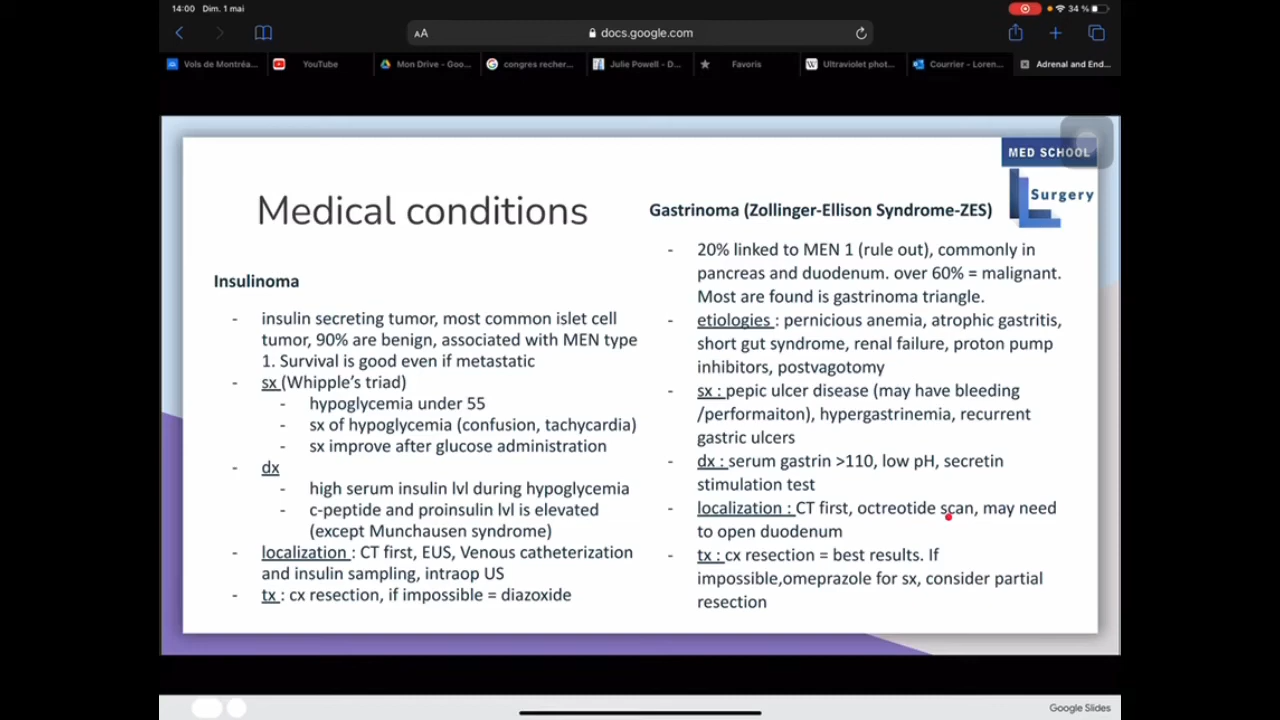 14:00 Dim. 1 mai
34 %
AA
docs.google.com
Vols de Montréa...
YouTube
Mon Drive - Goo...
congres recher...
Julie Powell - D...
Favoris
Ultraviolet phot...
Courrier - Loren...
Adrenal and End...
MED SCHOOL
Surgery
Medical conditions
Insulinoma
- insulin secreting tumor, most common islet cell
tumor, 90% are benign, associated with MEN type
1. Survival is good even if metastatic
- sx (Whipple's triad)
- hypoglycemia under 55
- sx of hypoglycemia (confusion, tachycardia)
- sx improve after glucose administration
- dx
- high serum insulin lvl during hypoglycemia
- c-peptide and proinsulin lvl is elevated
(except Munchausen syndrome)
- localization : CT first, EUS, Venous catheterization
and insulin sampling, intraop US
- tx : cx resection, if impossible = diazoxide
Gastrinoma (Zollinger-Ellison Syndrome-ZES)
- 20% linked to MEN 1 (rule out), commonly in
pancreas and duodenum. over 60% = malignant.
Most are found is gastrinoma triangle.
- etiologies : pernicious anemia, atrophic gastritis,
short gut syndrome, renal failure, proton pump
inhibitors, postvagotomy
- sx : pepic ulcer disease (may have bleeding
/performaiton), hypergastrinemia, recurrent
gastric ulcers
- dx : serum gastrin >110, low pH, secretin
stimulation test
- localization : CT first, octreotide scan, may need
to open duodenum
- tx : cx resection = best results. If
impossible,omeprazole for sx, consider partial
resection
Google Slides